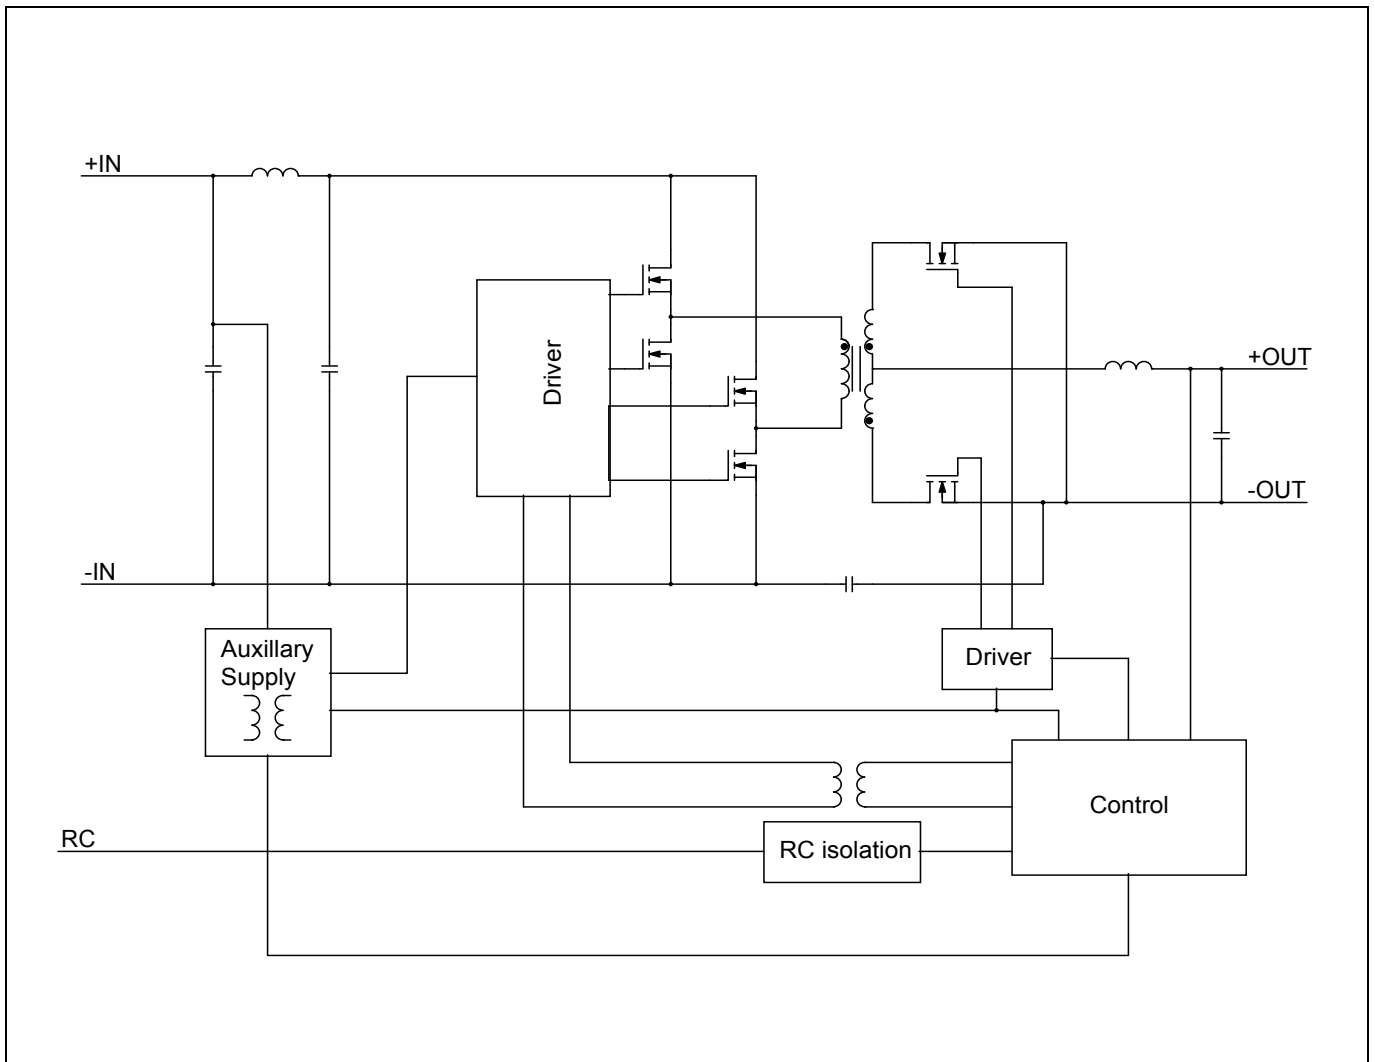 +IN
Driver
+OUT
-OUT
-IN
Auxillary
Supply
Driver
Control
RC
RC isolation